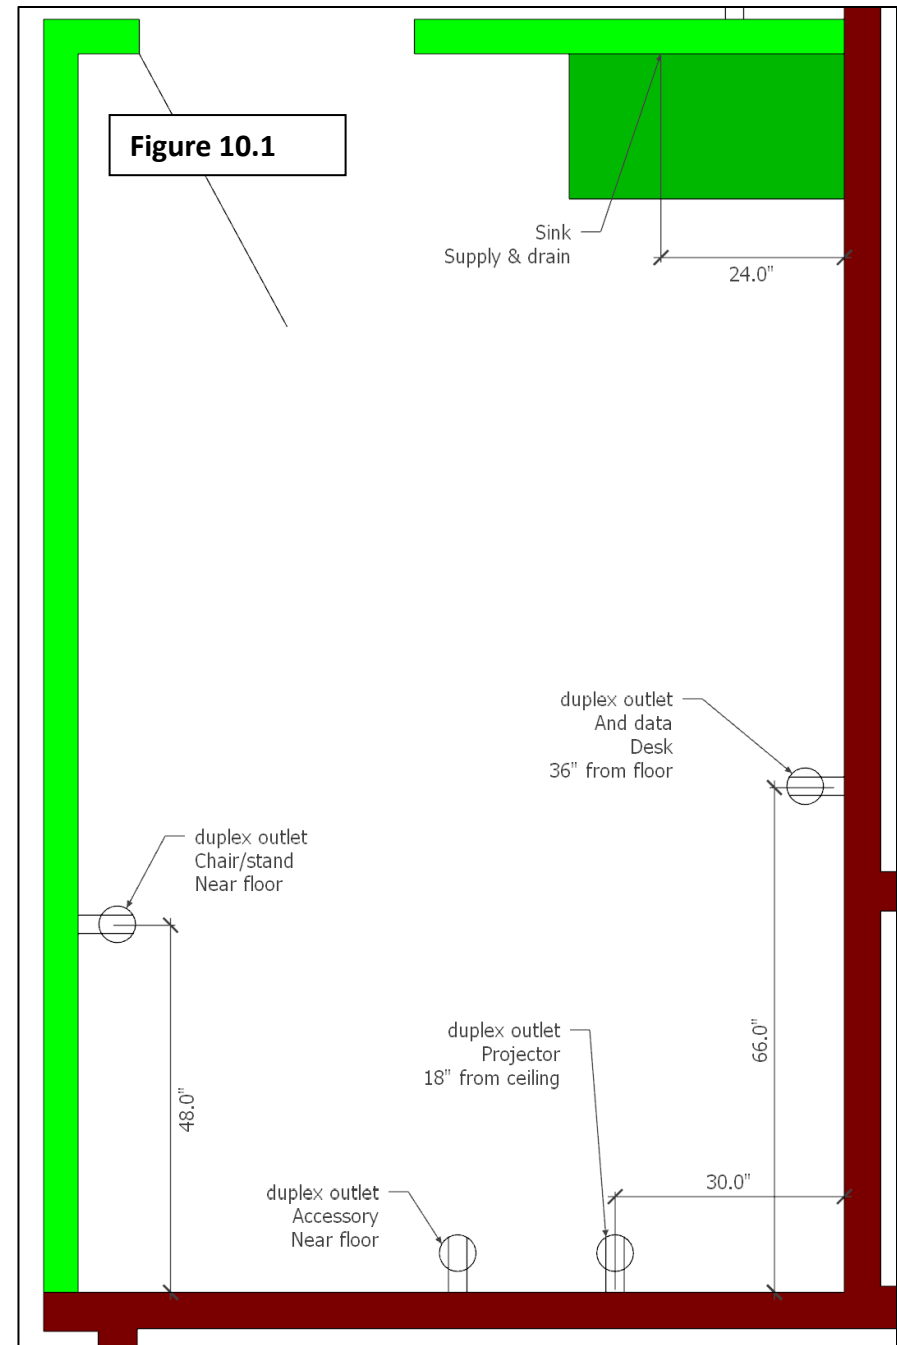 Figure 10.1
Sink
Supply & drain
24.0"
duplex outlet
And data
Desk
36" from floor
duplex outlet
Chair/stand
Near floor
duplex outlet
Projector
18" from ceiling
66.0"
48.0"
30.0"
duplex outlet
Accessory
Near floor